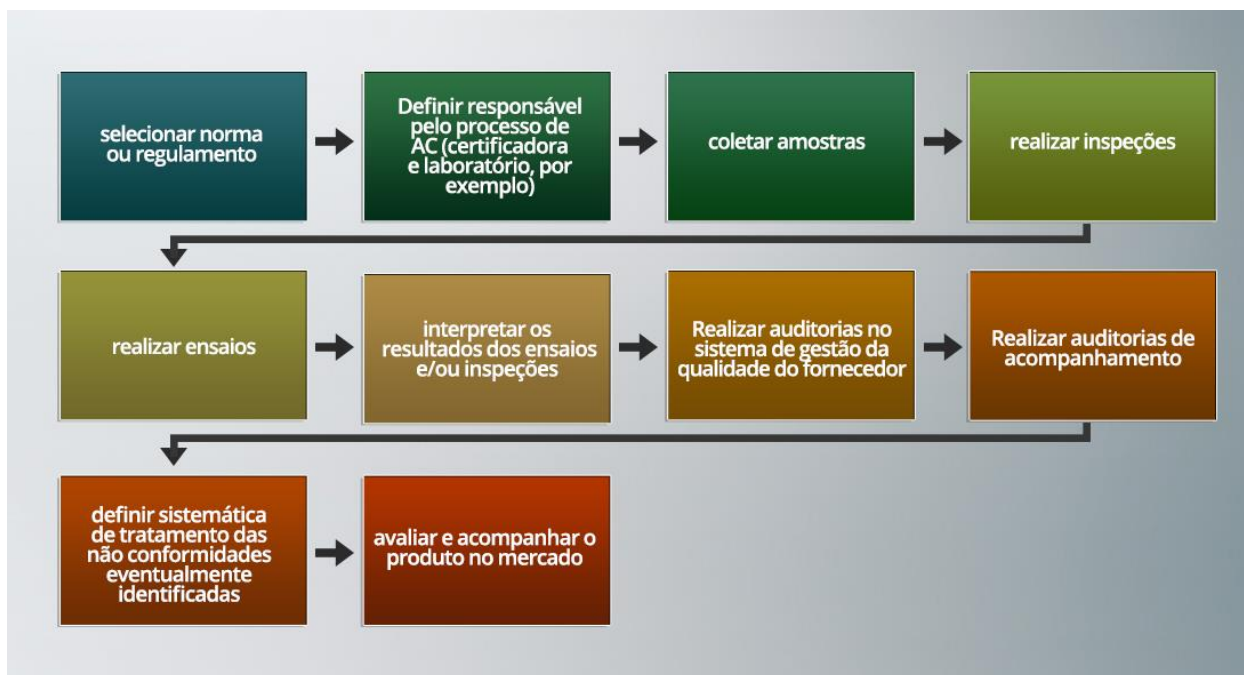 selecionar norma
ou regulamento
Definir responsável
pelo processo de
AC (certificadora
e laboratório, por
exemplo)
coletar amostras
realizar inspeções
realizar ensaios
interpretar os
resultados dos ensaios
e/ou inspeções
Realizar auditorias no
sistema de gestão da
qualidade do fornecedor
Realizar auditorias de
acompanhamento
definir sistemática
de tratamento das
não conformidades
eventualmente
identificadas
avaliar e acompanhar o
produto no mercado